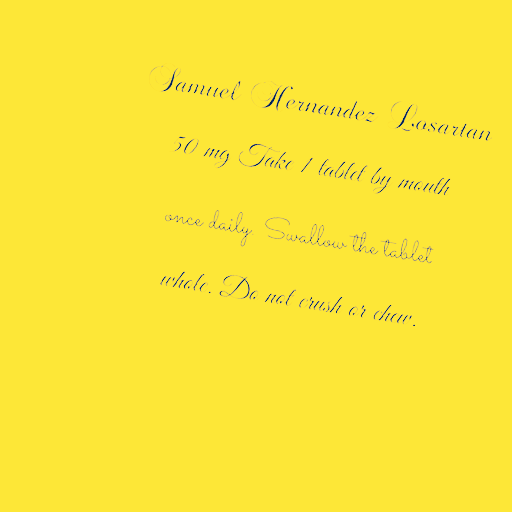 Samuel Hernandez Losartan
50 mg Take 1 tablet by mouth
once daily. Swallow the tablet
whole. Do not crush or chew.